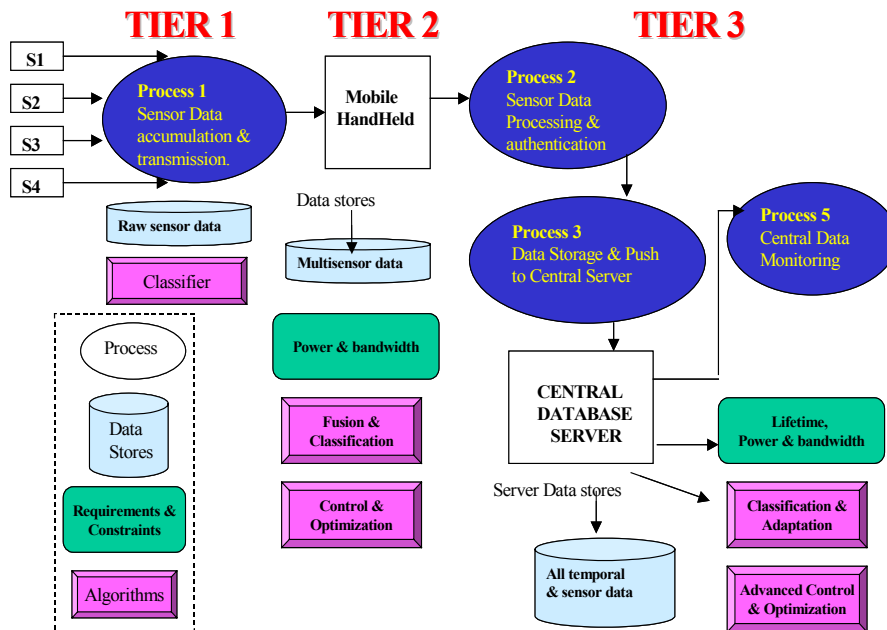 TIER 1
TIER 2
TIER 3
S1
S2
S3
S4
Process 1
Sensor Data
accumulation &
transmission.
Mobile
HandHeld
Process 2
Sensor Data
Processing &
authentication
Raw sensor data
Classifier
Data stores
Multisensor data
Process 3
Data Storage & Push
to Central Server
Process 5
Central Data
Monitoring
Process
Data
Stores
Requirements &
Constraints
Algorithms
Power & bandwidth
Fusion &
Classification
Control &
Optimization
CENTRAL
DATABASE
SERVER
Server Data stores
All temporal
& sensor data
Lifetime,
Power & bandwidth
Classification &
Adaptation
Advanced Control
& Optimization